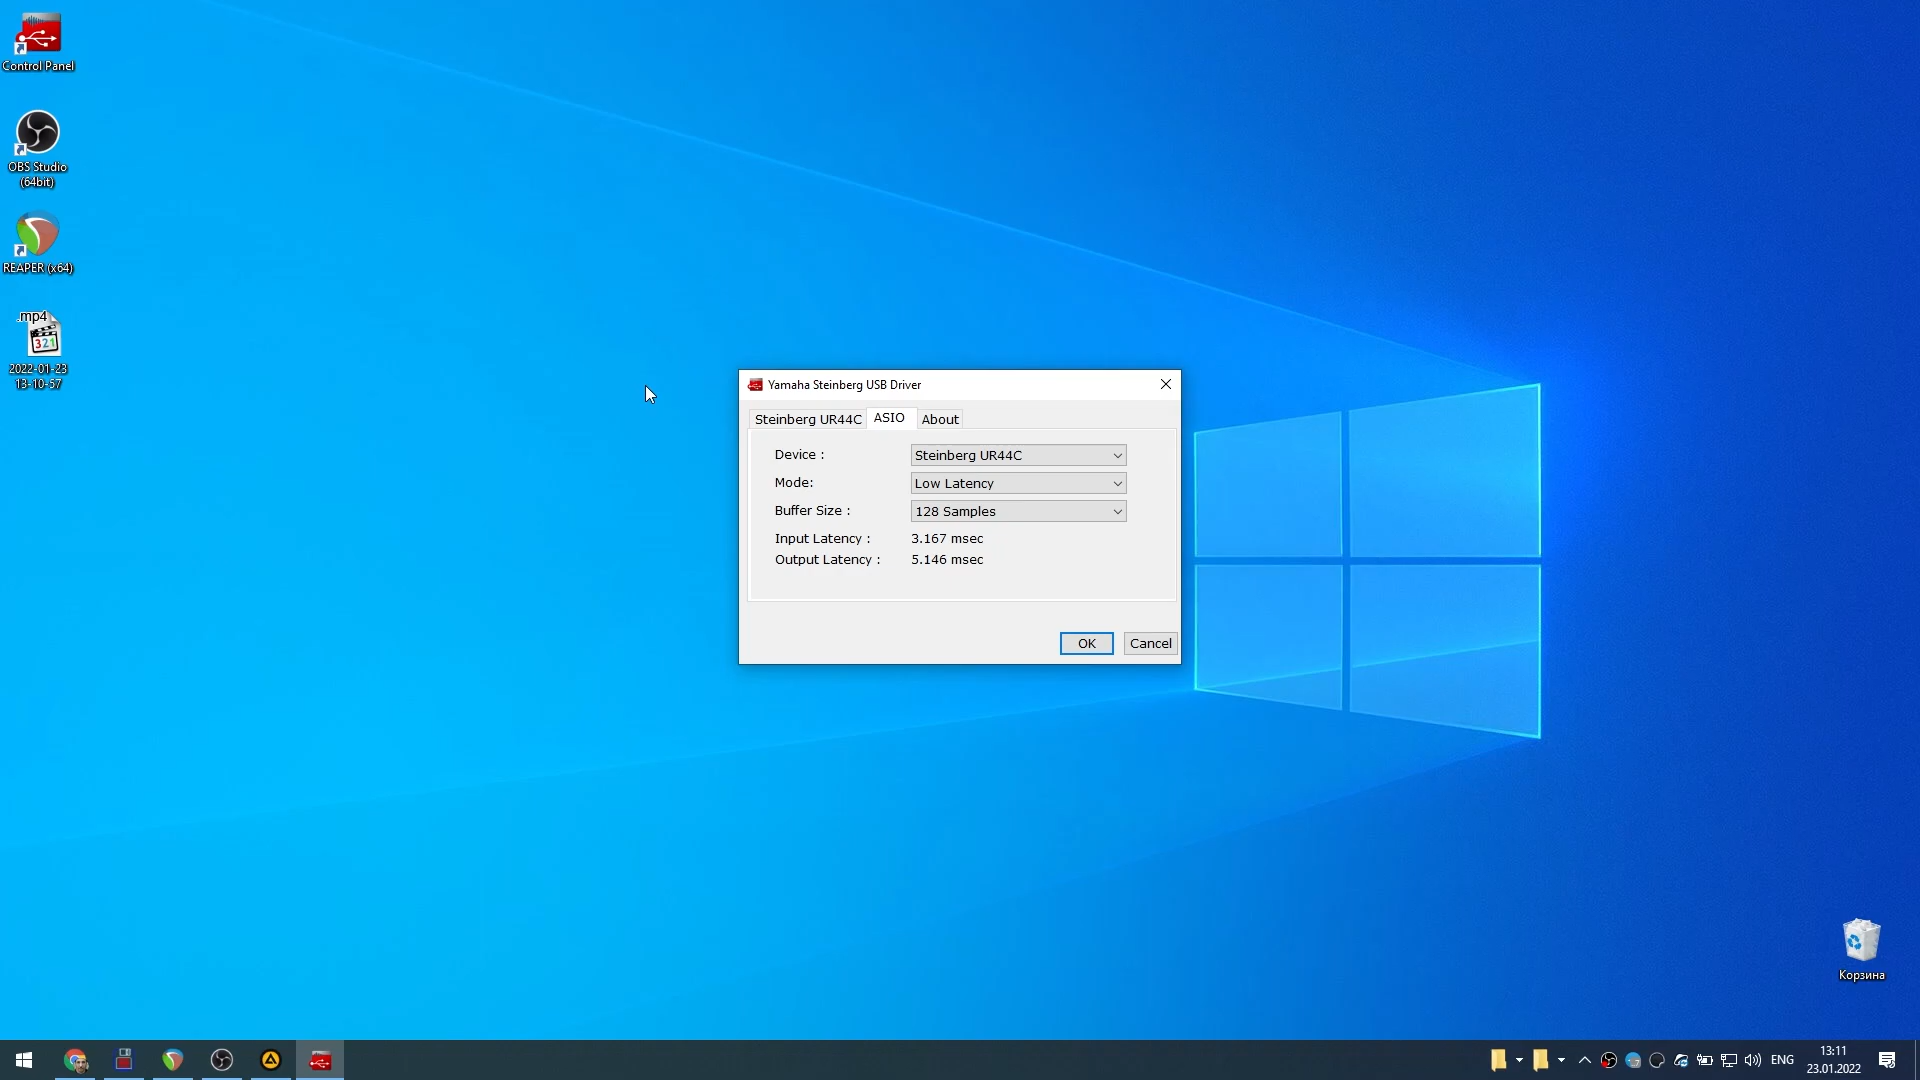 Control Panel
OBS Studio
(64bit)
REAPER (x64)
.mp4
321
2022-01-23
13-10-57
Yamaha Steinberg USB Driver
Steinberg UR44C
ASIO
About
Device :
Steinberg UR44C
Mode:
Low Latency
Buffer Size :
128 Samples
Input Latency :
3.167 msec
Output Latency :
5.146 msec
OK
Cancel
Корзина
ENG
13:11
23.01.2022